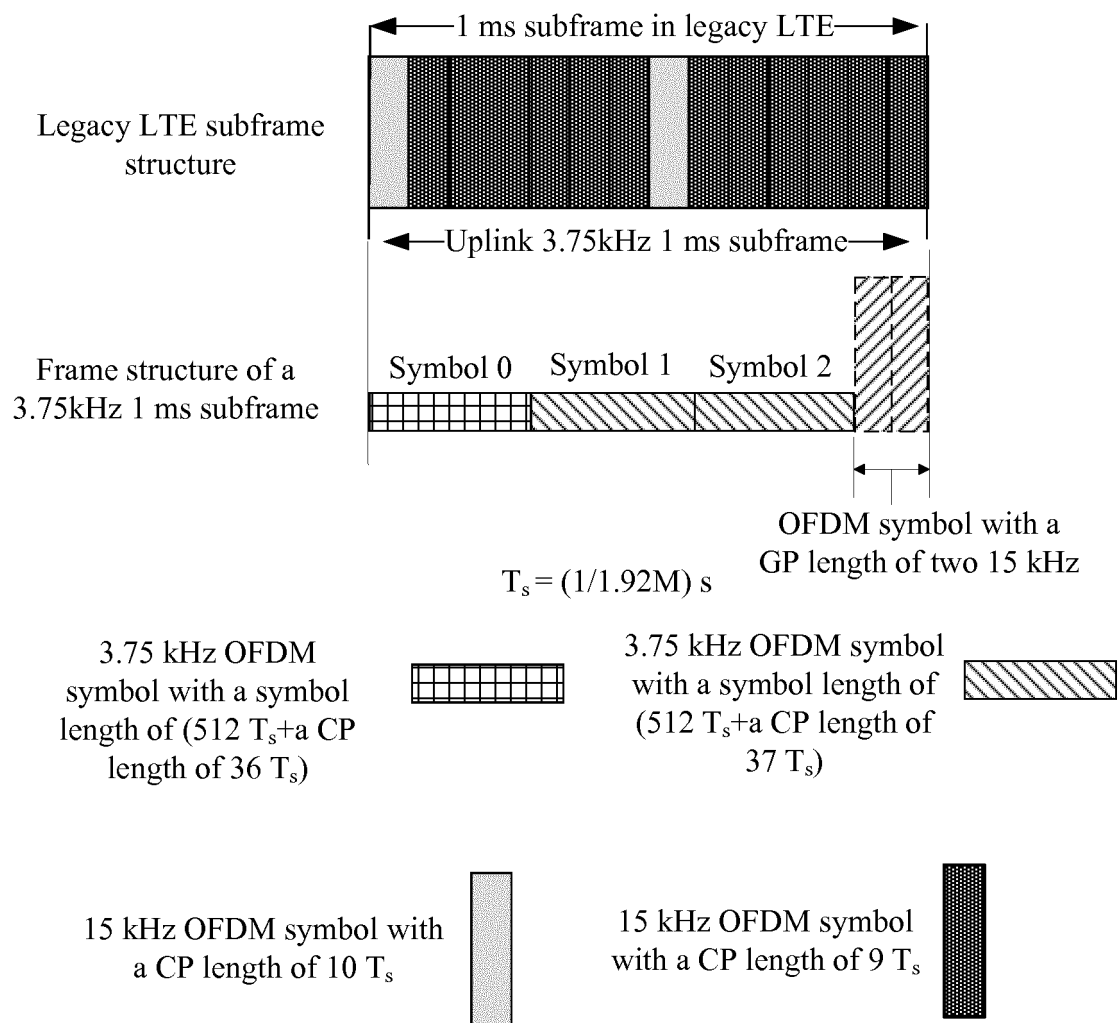 1 ms subframe in legacy LTE
Legacy LTE subframe
structure
Uplink 3.75kHz 1 ms subframe
Frame structure of a
3.75kHz 1 ms subframe
Symbol 0
Symbol 1
Symbol 2
OFDM symbol with a
GP length of two 15 kHz
Ts = (1/1.92M) s
3.75 kHz OFDM
symbol with a symbol
length of (512 Ts+a CP
length of 36 Ts)
3.75 kHz OFDM symbol
with a symbol length of
(512 Ts+a CP length of
37 Ts)
15 kHz OFDM symbol with
a CP length of 10 Ts
15 kHz OFDM symbol
with a CP length of 9 Ts